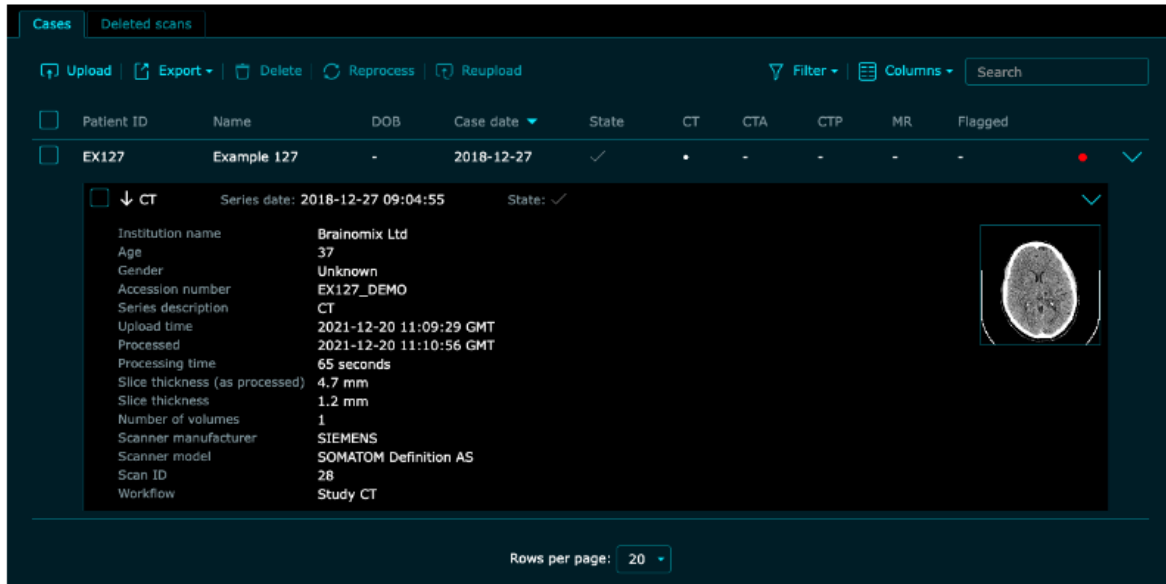 Cases Deleted scans
Upload Export Delete Reprocess Reupload Filter Columns Search
Patient ID Name DOB Case date State CT CTA CTP MR Flagged
EX127 Example 127 - 2018-12-27 - - - -
CT Series date: 2018-12-27 09:04:55 State:
Institution name Brainomix Ltd
Age 37
Gender Unknown
Accession number EX127_DEMO
Series description CT
Upload time 2021-12-20 11:09:29 GMT
Processed 2021-12-20 11:10:56 GMT
Processing time 65 seconds
Slice thickness (as processed) 4.7 mm
Slice thickness 1.2 mm
Number of volumes 1
Scanner manufacturer SIEMENS
Scanner model SOMATOM Definition AS
Scan ID 28
Workflow Study CT
Rows per page: 20